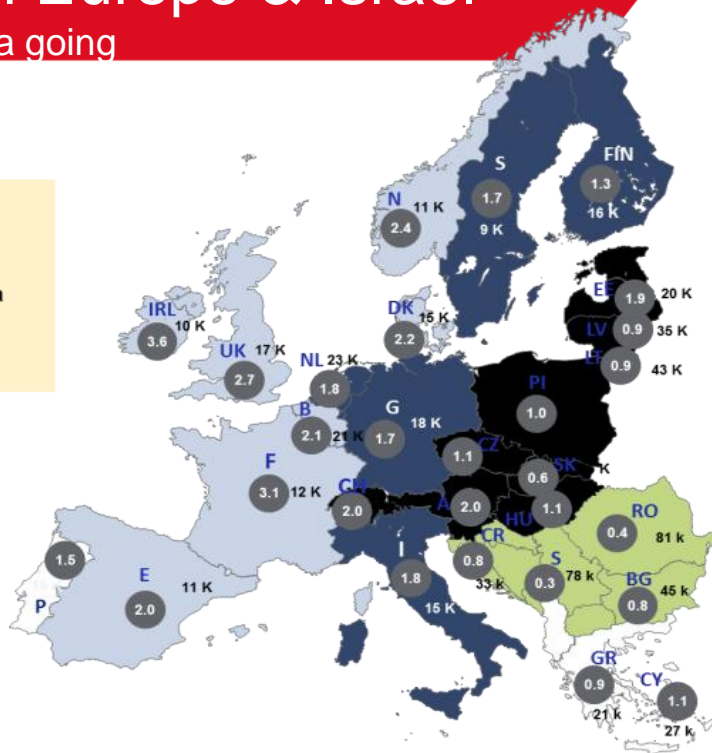 a going
a
S
FIN
1.7
1.3
9 K
16 k
N
11 K
2.4
EE
1.9
20 K
LV
0.9
35 K
0.9
43 K
IRL
10 K
3.6
UK
17 K
2.7
DK
15 K
2.2
NL
23 K
1.8
B
2.1
21 K
G
1.7
18 K
PI
1.0
F
3.1
12 K
CH
2.0
CZ
1.1
SK
0.6
K
A
2.0
HU
1.1
CR
0.8
33 k
S
0.3
78 k
RO
0.4
81 k
BG
0.8
45 k
I
1.8
15 K
1.5
P
E
2.0
11 K
GR
0.9
21 k
CY
1.1
27 k